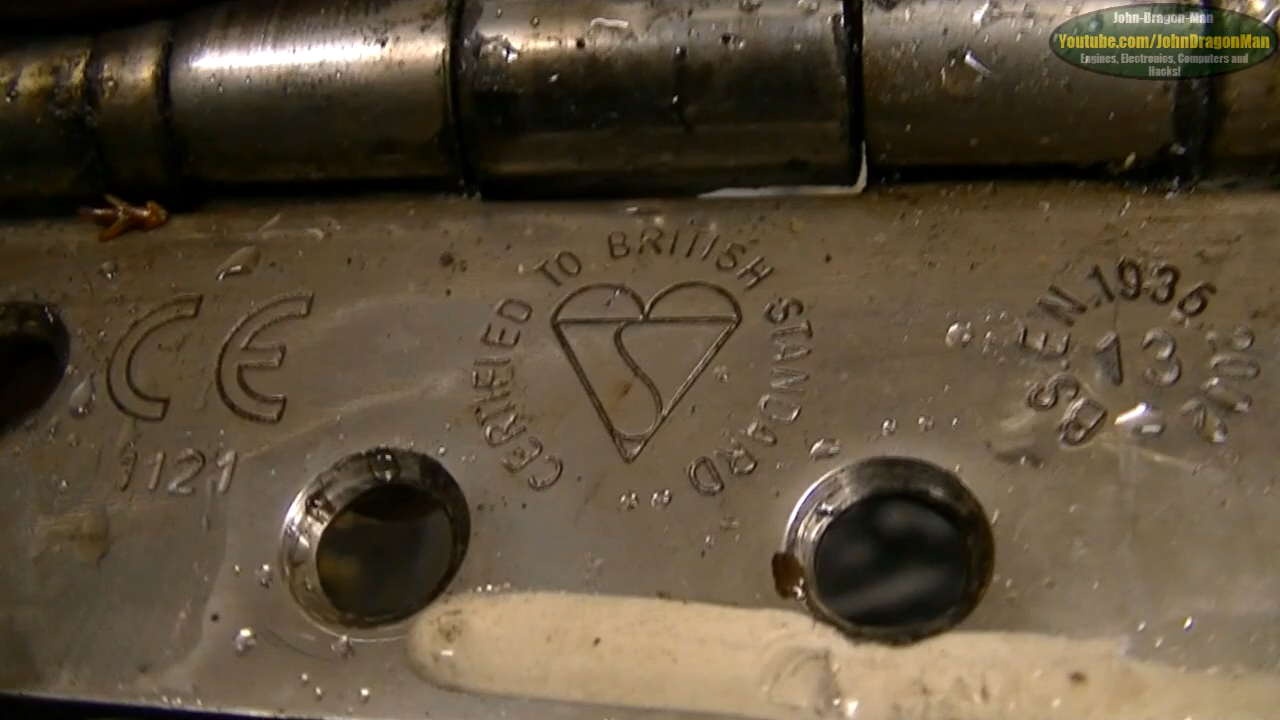 John-Dragon-Man
Youtube.com/JohnDragonMan
Engines, Electronics, Computers and
Hacks!
CE
1121
CERTIFIED TO BRITISH STANDARD
BS.EN.1935 2002
13